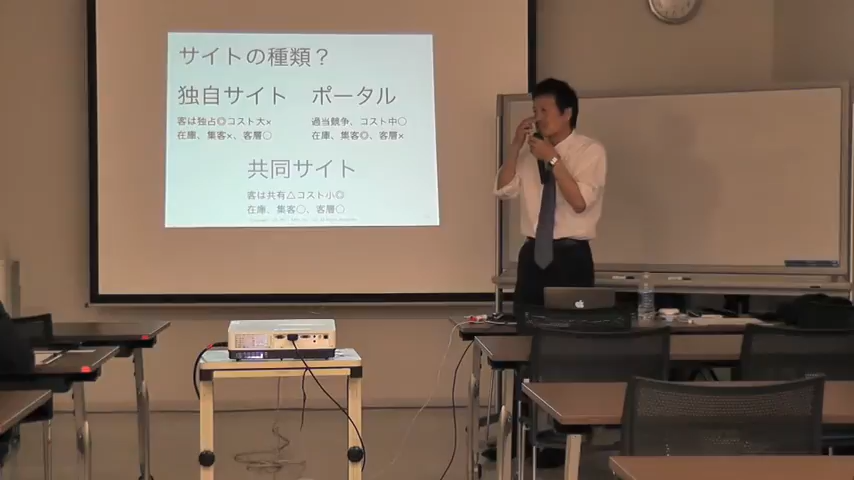 サイトの種類？
独自サイト　ポータル
客は独占◎コスト大×　過当競争、コスト中○
在庫、集客×、客層○　在庫、集客◎、客層×
共同サイト
客は共有△コスト小◎
在庫、集客○、客層○